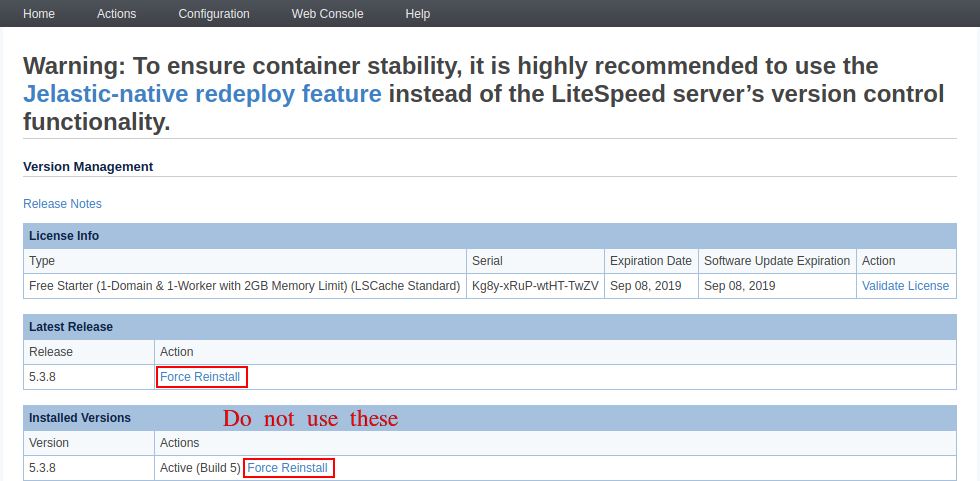 Home Actions Configuration Web Console Help
Warning: To ensure container stability, it is highly recommended to use the
Jelastic-native redeploy feature instead of the LiteSpeed server’s version control
functionality.
Version Management
Release Notes
License Info
Type Serial Expiration Date Software Update Expiration Action
Free Starter (1-Domain & 1-Worker with 2GB Memory Limit) (LSCache Standard) Kg8y-xRuP-wtHT-TwZV Sep 08, 2019 Sep 08, 2019 Validate License
Latest Release
Release Action
5.3.8 Force Reinstall
Installed Versions Do not use these
Version Actions
5.3.8 Active (Build 5) Force Reinstall